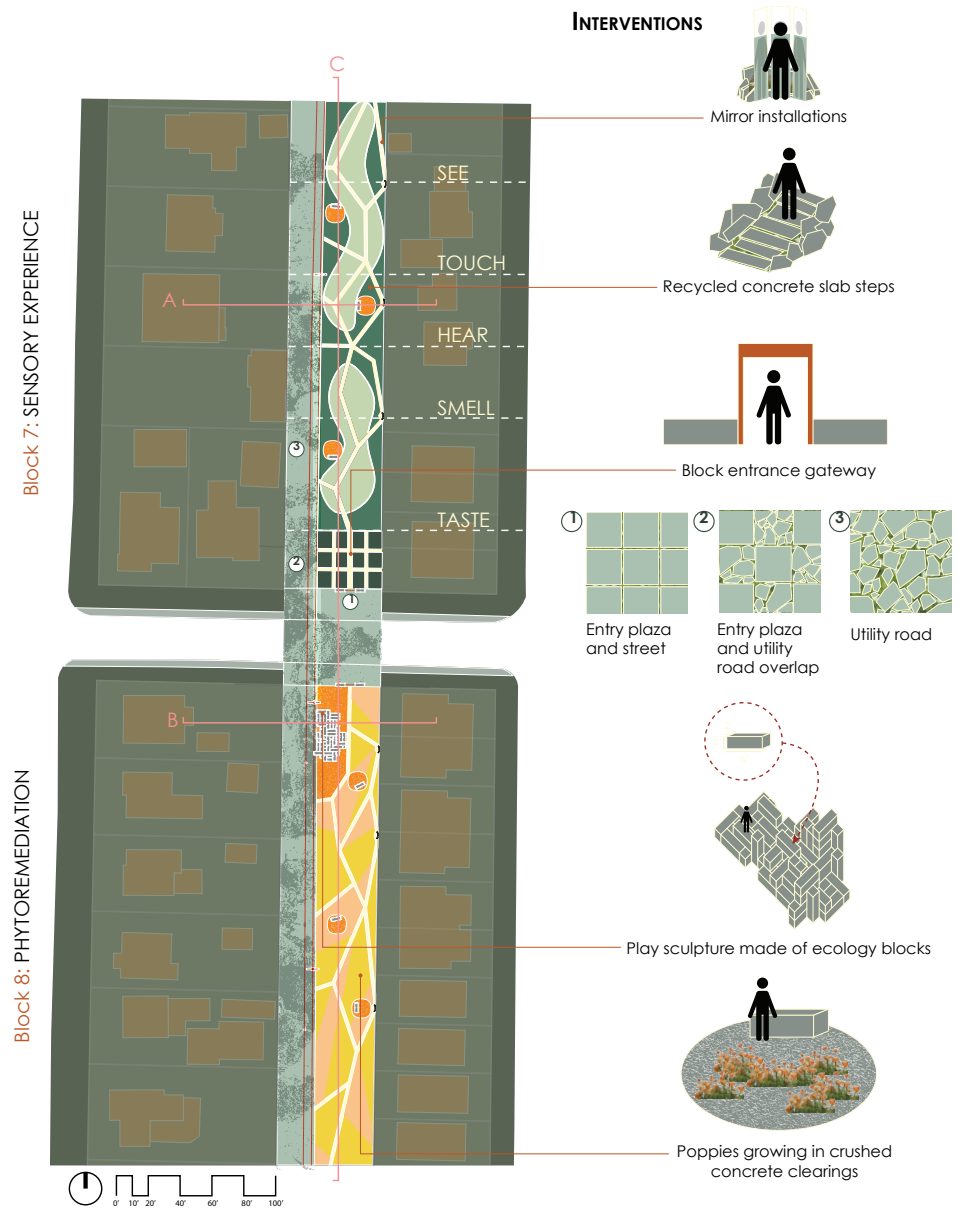 INTERVENTIONS
C
Mirror installations
SEE
Block 7: SENSORY EXPERIENCE
TOUCH
Recycled concrete slab steps
A
HEAR
SMELL
3
Block entrance gateway
TASTE
1
2
3
2
1
Entry plaza
and street
Entry plaza
and utility
road overlap
Utility road
B
Block 8: PHYTOREMEDIATION
Play sculpture made of ecology blocks
Poppies growing in crushed
concrete clearings
0' 10' 20' 40' 60' 80' 100'